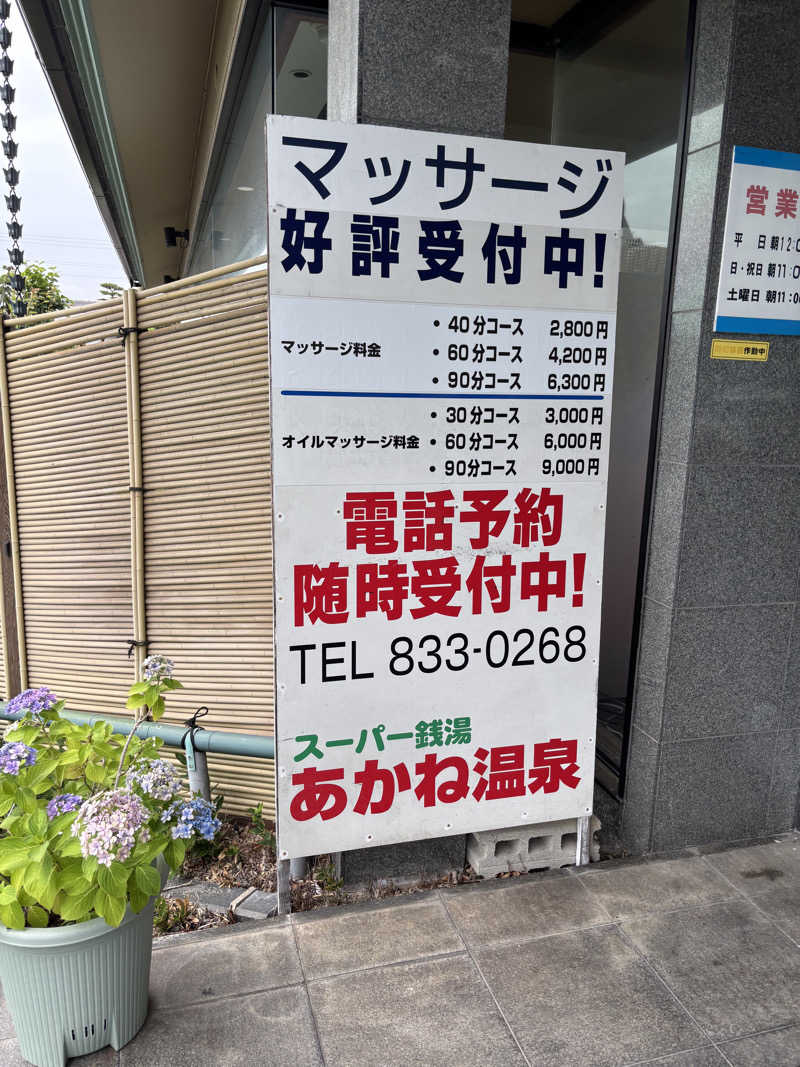 マッサージ
好評受付中!
マッサージ料金
・40分コース 2,800円
・60分コース 4,200円
・90分コース 6,300円
オイルマッサージ料金
・30分コース 3,000円
・60分コース 6,000円
・90分コース 9,000円
電話予約
随時受付中!
TEL 833-0268
スーパー銭湯
あかね温泉
営業
平 日 朝12:
日・祝日 朝11:
土曜日 朝11:
作動中